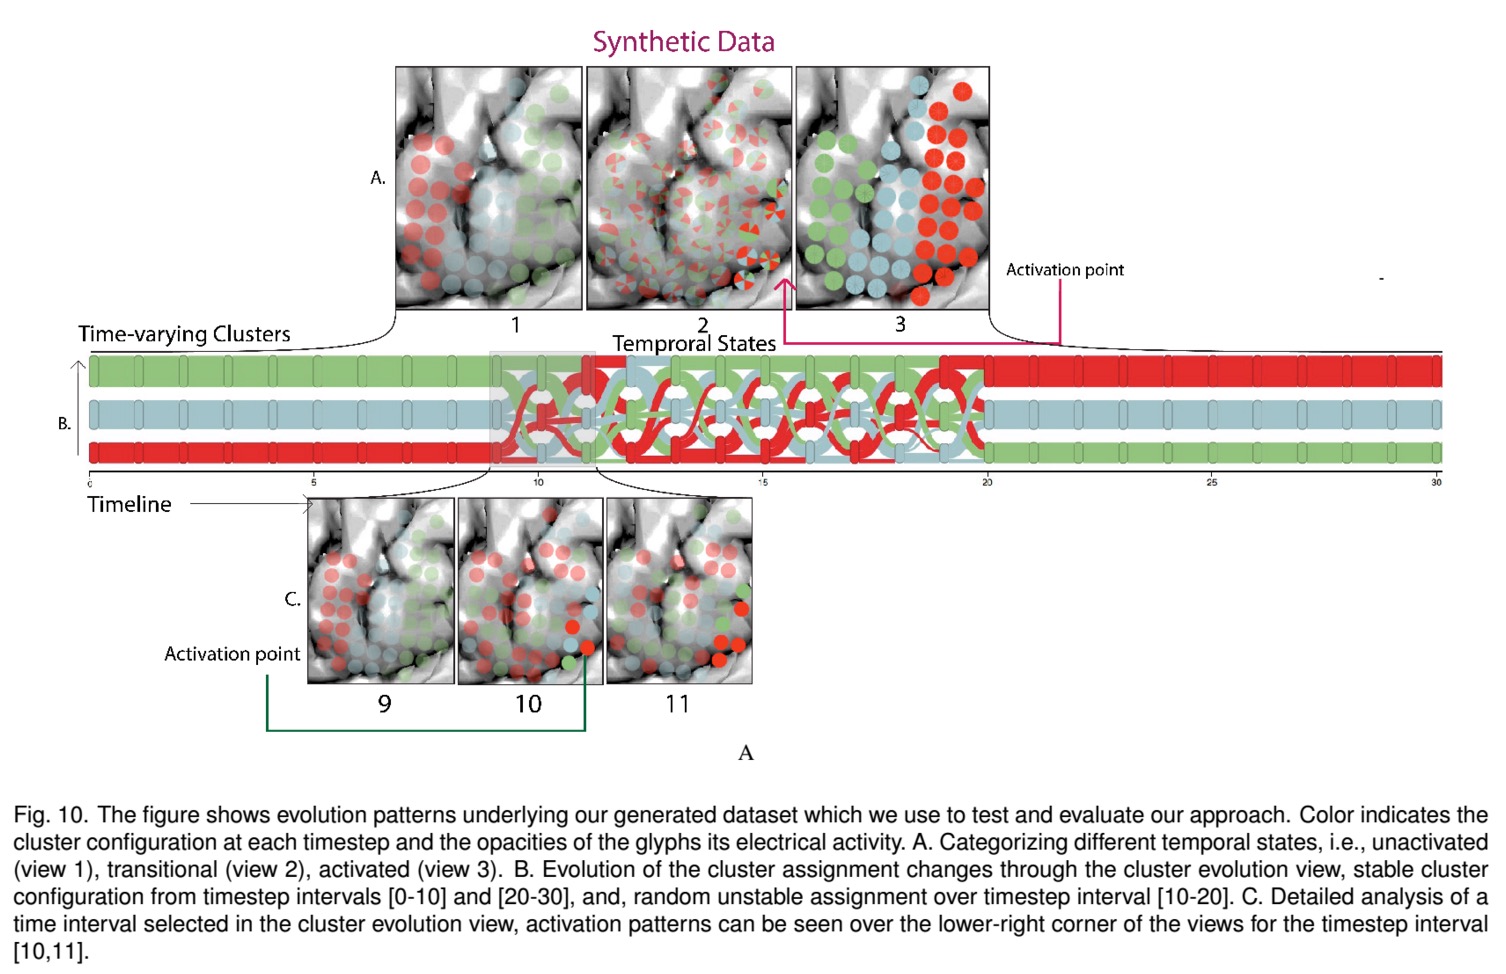 Synthetic Data
A.
Activation point
1
2
3
Time-varying Clusters
Temproral States
B.
0
5
10
15
20
25
30
Timeline
C.
Activation point
9
10
11
A
Fig. 10. The figure shows evolution patterns underlying our generated dataset which we use to test and evaluate our approach. Color indicates the
cluster configuration at each timestep and the opacities of the glyphs its electrical activity. A. Categorizing different temporal states, i.e., unactivated
(view 1), transitional (view 2), activated (view 3). B. Evolution of the cluster assignment changes through the cluster evolution view, stable cluster
configuration from timestep intervals [0-10] and [20-30], and, random unstable assignment over timestep interval [10-20]. C. Detailed analysis of a
time interval selected in the cluster evolution view, activation patterns can be seen over the lower-right corner of the views for the timestep interval
[10,11].